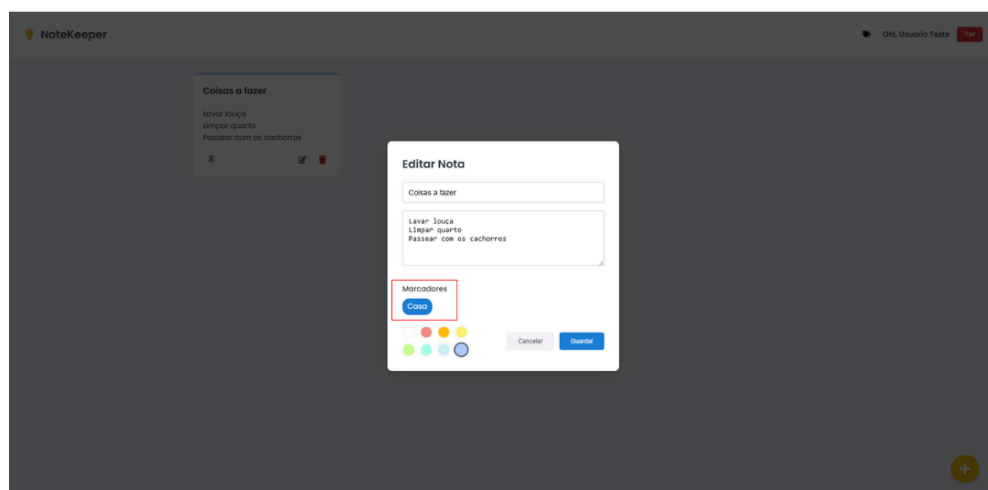 NoteKeeper
Olá, Usuario Teste
Sair
Coisas a fazer
Lavar louça
Limpar quarto
Passear com os cachorros
Editar Nota
Coisas a fazer
Lavar louça
Limpar quarto
Passear com os cachorros
Marcadores
Casa
Cancelar
Guardar